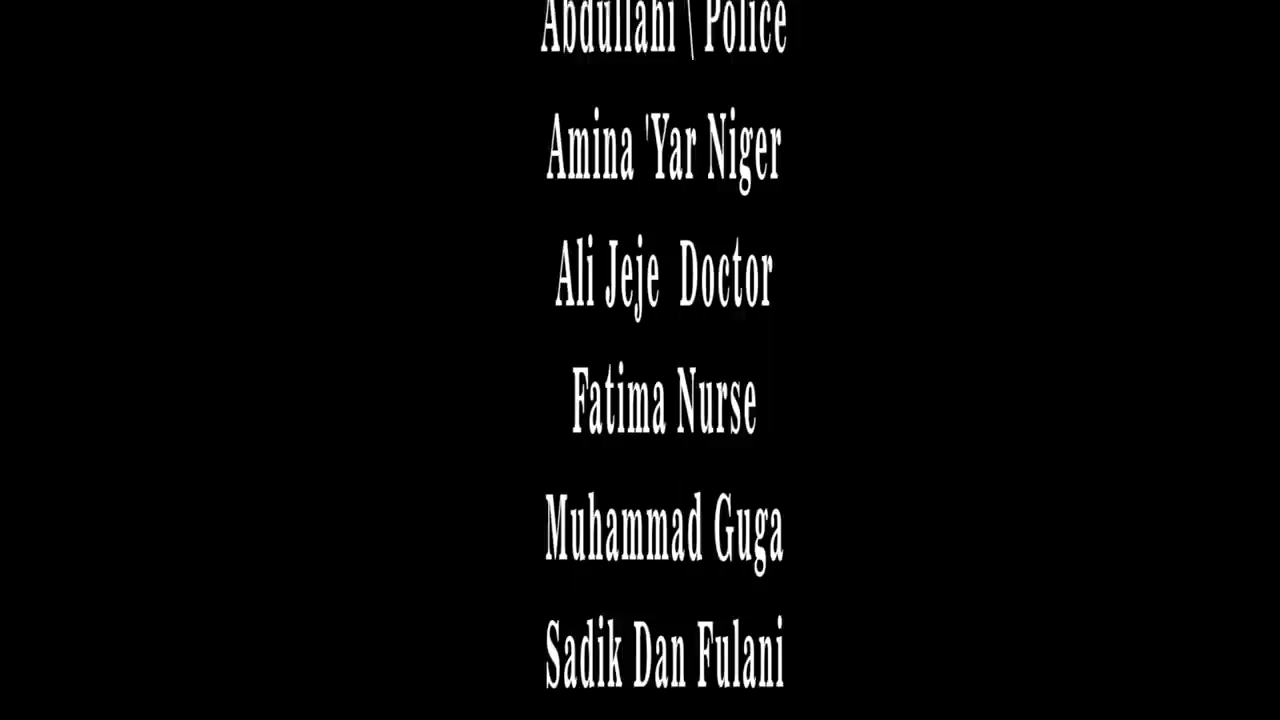 Abdullahi \ Police
Amina 'Yar Niger
Ali Jeje  Doctor
Fatima Nurse
Muhammad Guga
Sadik Dan Fulani